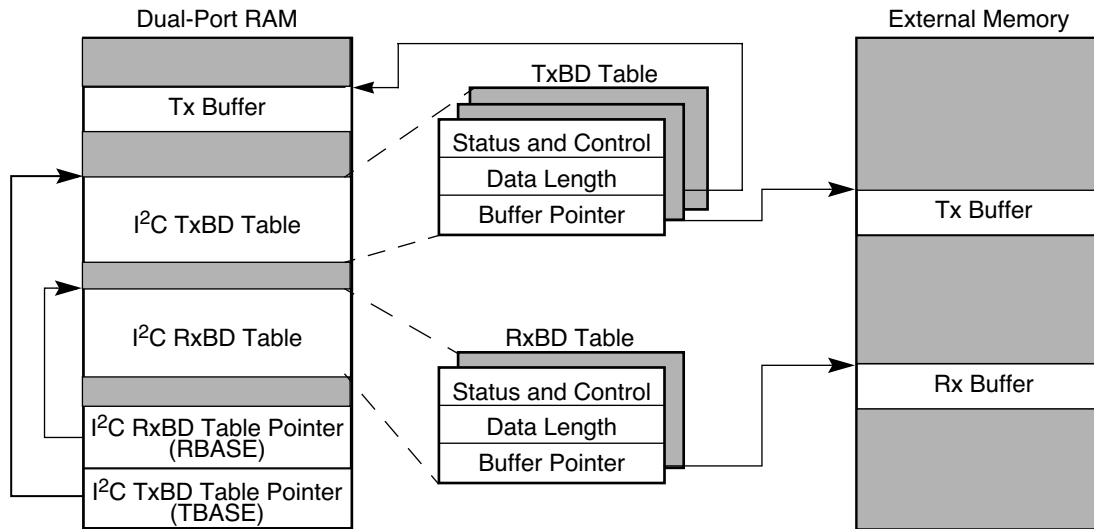 Dual-Port RAM
Tx Buffer
I²C TxBD Table
I²C RxBD Table
I²C RxBD Table Pointer
(RBASE)
I²C TxBD Table Pointer
(TBASE)
TxBD Table
Status and Control
Data Length
Buffer Pointer
RxBD Table
Status and Control
Data Length
Buffer Pointer
External Memory
Tx Buffer
Rx Buffer